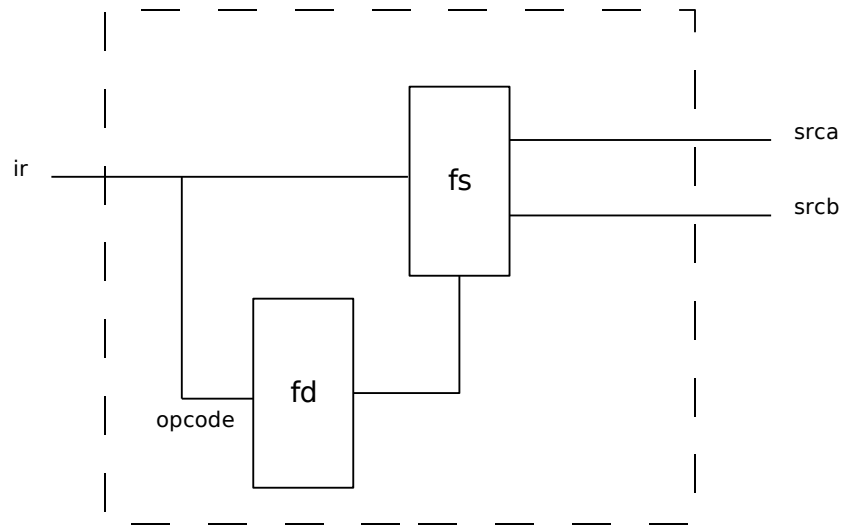 srca
ir
fs
srcb
fd
opcode